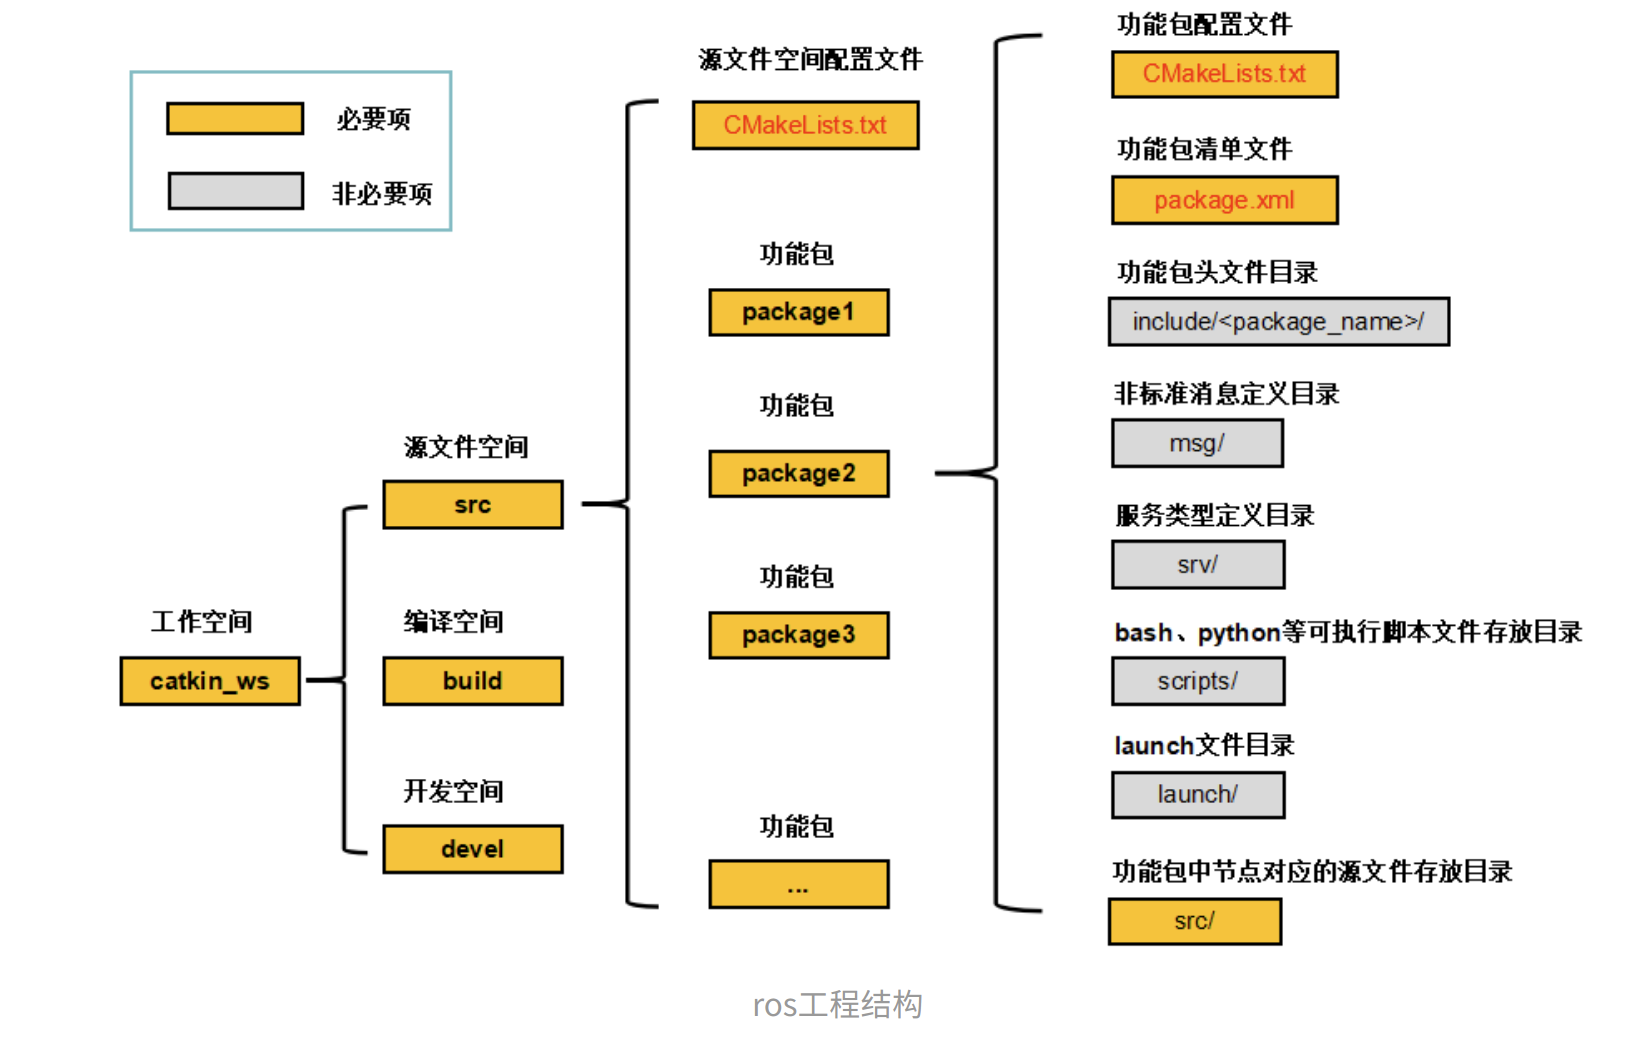 必要项
非必要项
工作空间
catkin_ws
源文件空间
src
编译空间
build
开发空间
devel
源文件空间配置文件
CMakeLists.txt
功能包
package1
功能包
package2
功能包
package3
功能包
...
功能包配置文件
CMakeLists.txt
功能包清单文件
package.xml
功能包头文件目录
include/<package_name>/
非标准消息定义目录
msg/
服务类型定义目录
srv/
bash、python等可执行脚本文件存放目录
scripts/
launch文件目录
launch/
功能包中节点对应的源文件存放目录
src/
ros工程结构